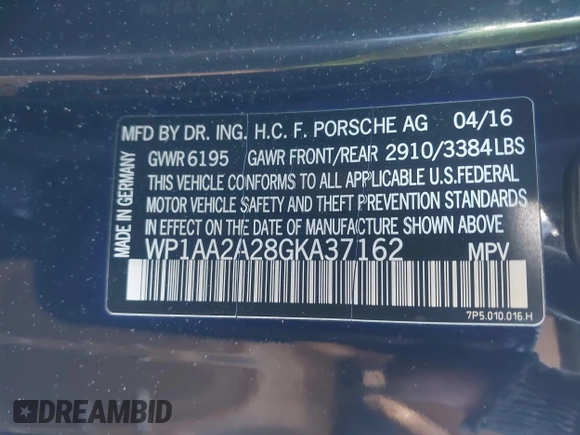 MFD BY DR. ING. H.C. F. PORSCHE AG 04/16
GVWR 6195 GAWR FRONT/REAR 2910/3384LBS
THIS VEHICLE CONFORMS TO ALL APPLICABLE U.S.FEDERAL
MOTOR VEHICLE SAFETY AND THEFT PREVENTION STANDARDS
IN EFFECT ON THE DATE OF MANUFACTURE SHOWN ABOVE
WP1AA2A28GKA37162 MPV
MADE IN GERMANY
7P5.010.016.H
DREAMBID